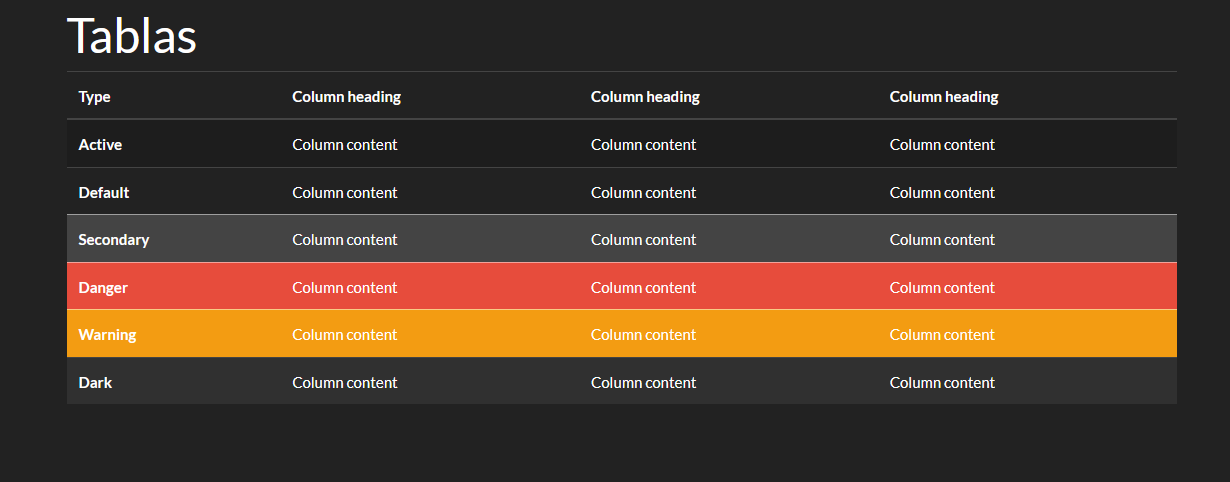 Tablas
Type Column heading Column heading Column heading
Active Column content Column content Column content
Default Column content Column content Column content
Secondary Column content Column content Column content
Danger Column content Column content Column content
Warning Column content Column content Column content
Dark Column content Column content Column content